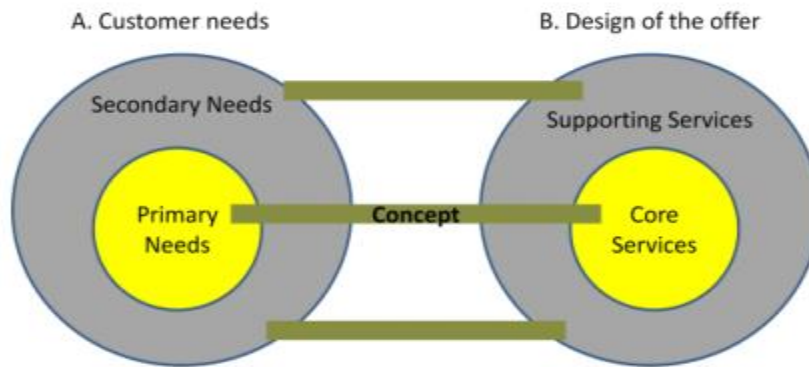 A. Customer needs
B. Design of the offer
Secondary Needs
Supporting Services
Primary
Needs
Concept
Core
Services